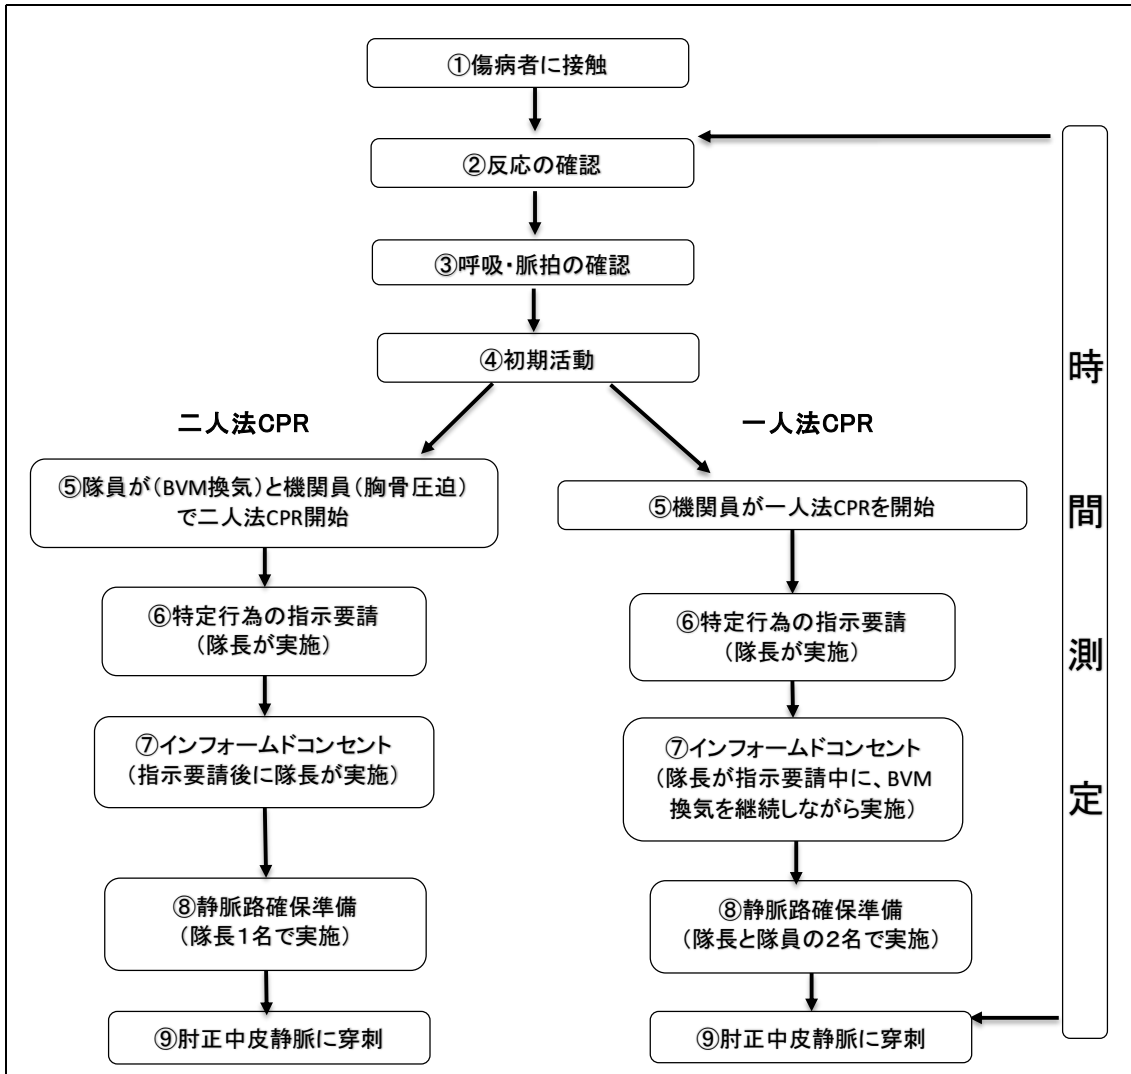 ①傷病者に接触
②反応の確認
③呼吸・脈拍の確認
④初期活動
二人法CPR
⑤隊員が（BVM換気）と機関員（胸骨圧迫）
で二人法CPR開始
⑥特定行為の指示要請
（隊長が実施）
⑦インフォームドコンセント
（指示要請後に隊長が実施）
⑧静脈路確保準備
（隊長１名で実施）
⑨肘正中皮静脈に穿刺
一人法CPR
⑤機関員が一人法CPRを開始
⑥特定行為の指示要請
（隊長が実施）
⑦インフォームドコンセント
（隊長が指示要請中に、BVM
換気を継続しながら実施）
⑧静脈路確保準備
（隊長と隊員の２名で実施）
⑨肘正中皮静脈に穿刺
時間測定